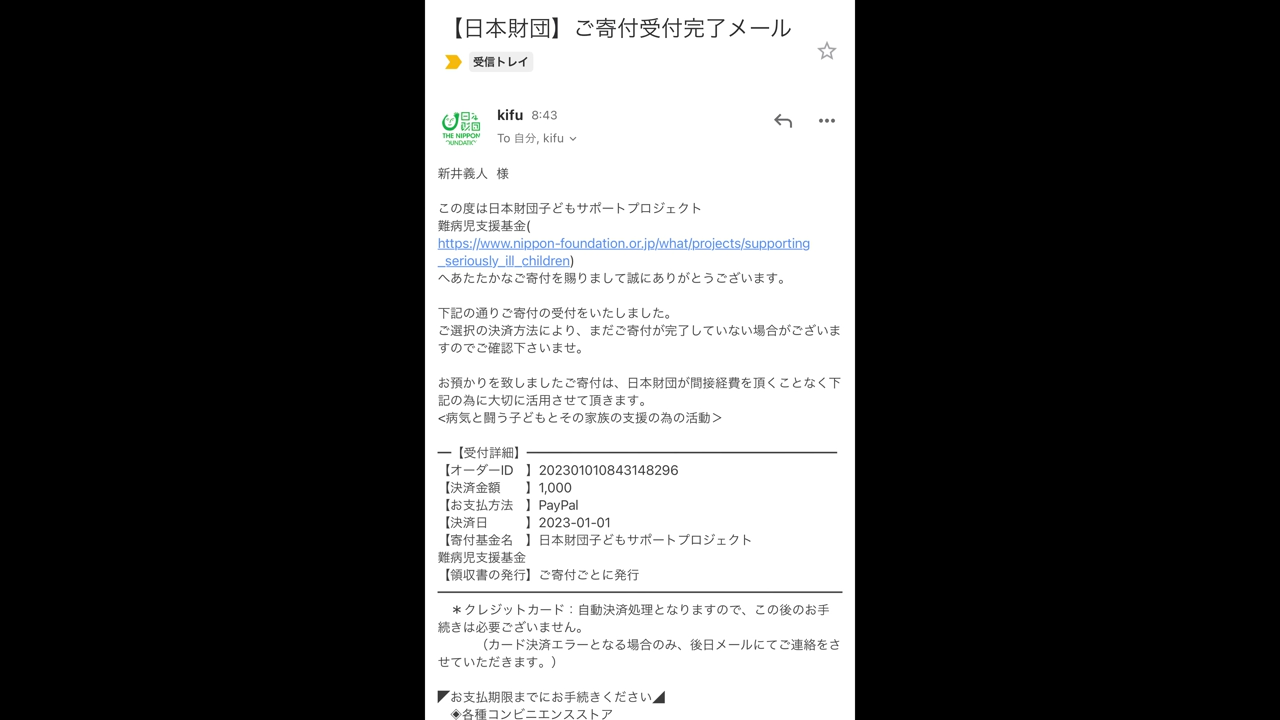 【日本財団】ご寄付受付完了メール
受信トレイ
kifu 8:43
To 自分, kifu
THE NIPPON
新井義人 様
この度は日本財団子どもサポートプロジェクト
難病児支援基金(
https://www.nippon-foundation.or.jp/what/projects/supporting
_seriously_ill_children)
へあたたかなご寄付を賜りまして誠にありがとうございます。
下記の通りご寄付の受付をいたしました。
ご選択の決済方法により、まだご寄付が完了していない場合がございま
すのでご確認下さいませ。
お預かりを致しましたご寄付は、日本財団が間接経費を頂くことなく下
記の為に大切に活用させて頂きます。
<病気と闘う子どもとその家族の支援の為の活動＞
━【受付詳細】━━━━━━━━━━━━━━━━━━━━━━━━━
【オーダーID　】202301010843148296
【決済金額　　】1,000
【お支払方法　】PayPal
【決済日　　　】2023-01-01
【寄付基金名　】日本財団子どもサポートプロジェクト
難病児支援基金
【領収書の発行】ご寄付ごとに発行
＊クレジットカード：自動決済処理となりますので、この後のお手
続きは必要ございません。
（カード決済エラーとなる場合のみ、後日メールにてご連絡をさ
せていただきます。）
◤お支払期限までにお手続きください◢
◈各種コンビニエンスストア